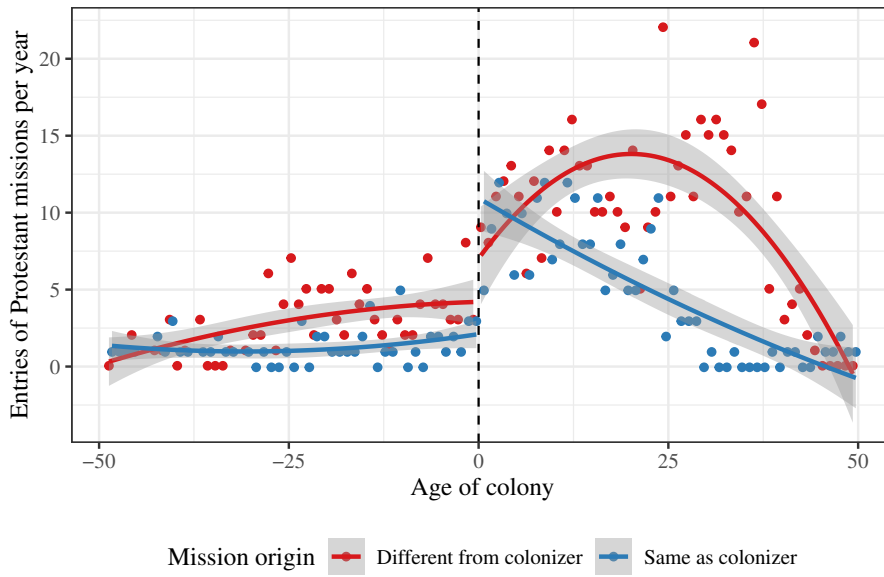 Entries of Protestant missions per year
20
15
10
5
0
−50
−25
0
25
50
Age of colony
Mission origin
Different from colonizer
Same as colonizer